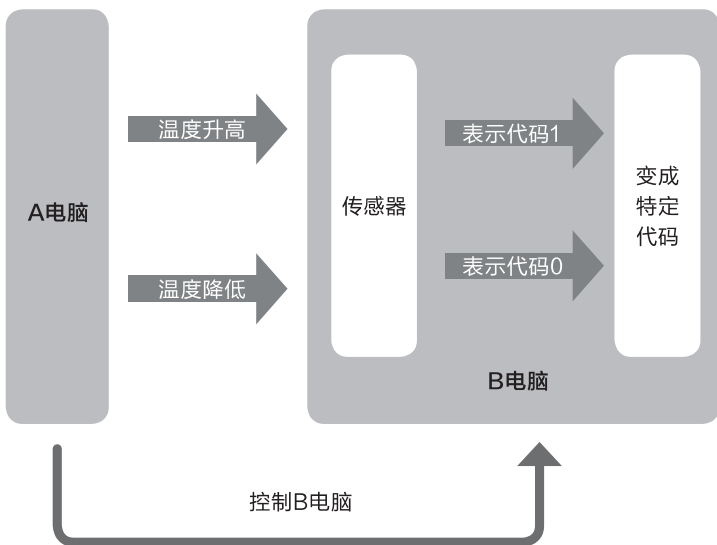 A电脑
温度升高
温度降低
传感器
表示代码1
表示代码0
变成
特定
代码
B电脑
控制B电脑